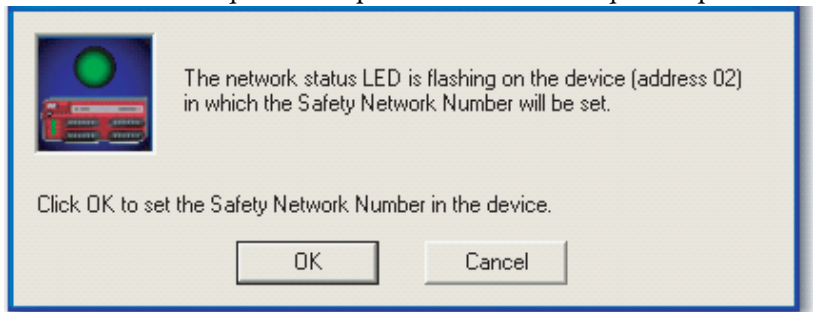 The network status LED is flashing on the device (address 02)
in which the Safety Network Number will be set.
Click OK to set the Safety Network Number in the device.
OK
Cancel